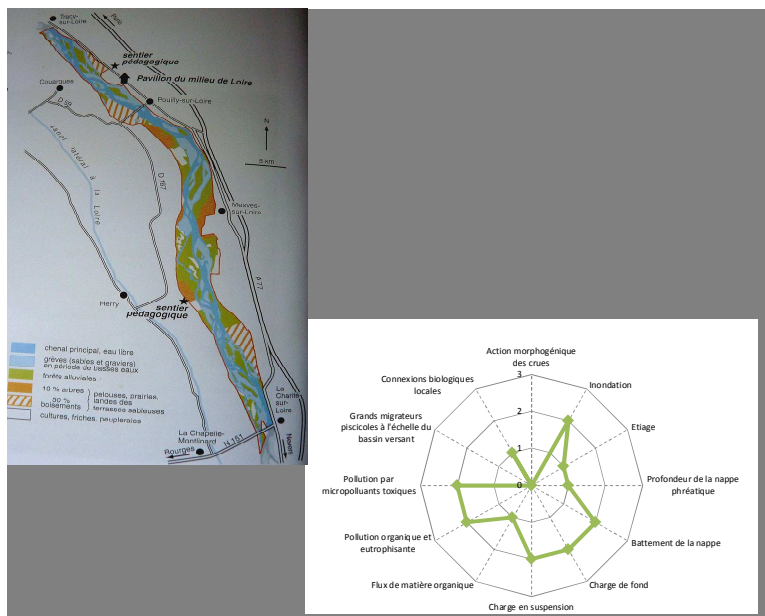 Tracy-
sur-Loire
Paris
sentier
pédagogique
Pavillon du milieu de Loire
Couargues
D 59
Pouilly-sur-Loire
N
5 km
canal latéral à la Loire
D 187
Mesves-
sur-Loire
A 77
Herry
sentier
pédagogique
chenal principal, eau libre
grèves (sables et graviers)
en période de basses eaux
forêts alluviales
10 % arbres
50 %
boisements
pelouses, prairies,
landes des
terrasses sableuses
cultures, friches, peupleraies
La
Charité-
sur-
Loire
La Chapelle-
Montlinard
N 151
Bourges
Nevers
Action morphogénique
des crues
3
2
1
0
Inondation
Etiage
Profondeur de la nappe
phréatique
Battement de la nappe
Charge de fond
Charge en suspension
Flux de matière organique
Pollution organique et
eutrophisante
Pollution par
micropolluants toxiques
Grands migrateurs
piscicoles à l'échelle du
bassin versant
Connexions biologiques
locales